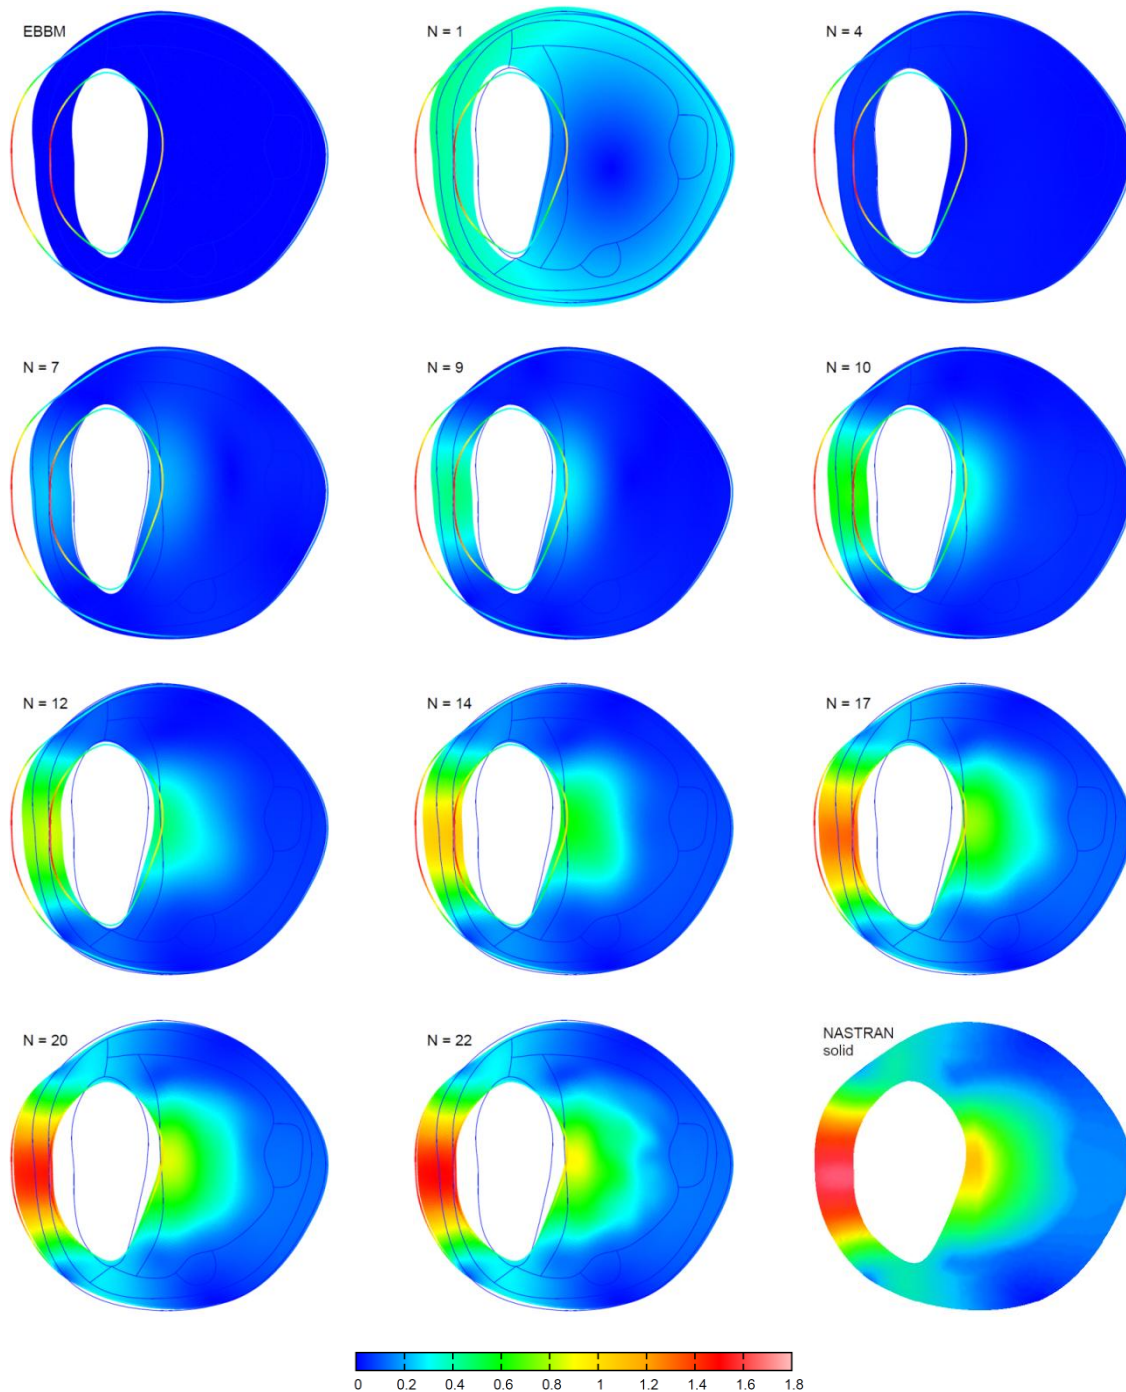 EBBM
N = 1
N = 4
N = 7
N = 9
N = 10
N = 12
N = 14
N = 17
N = 20
N = 22
NASTRAN
solid
0 0.2 0.4 0.6 0.8 1 1.2 1.4 1.6 1.8